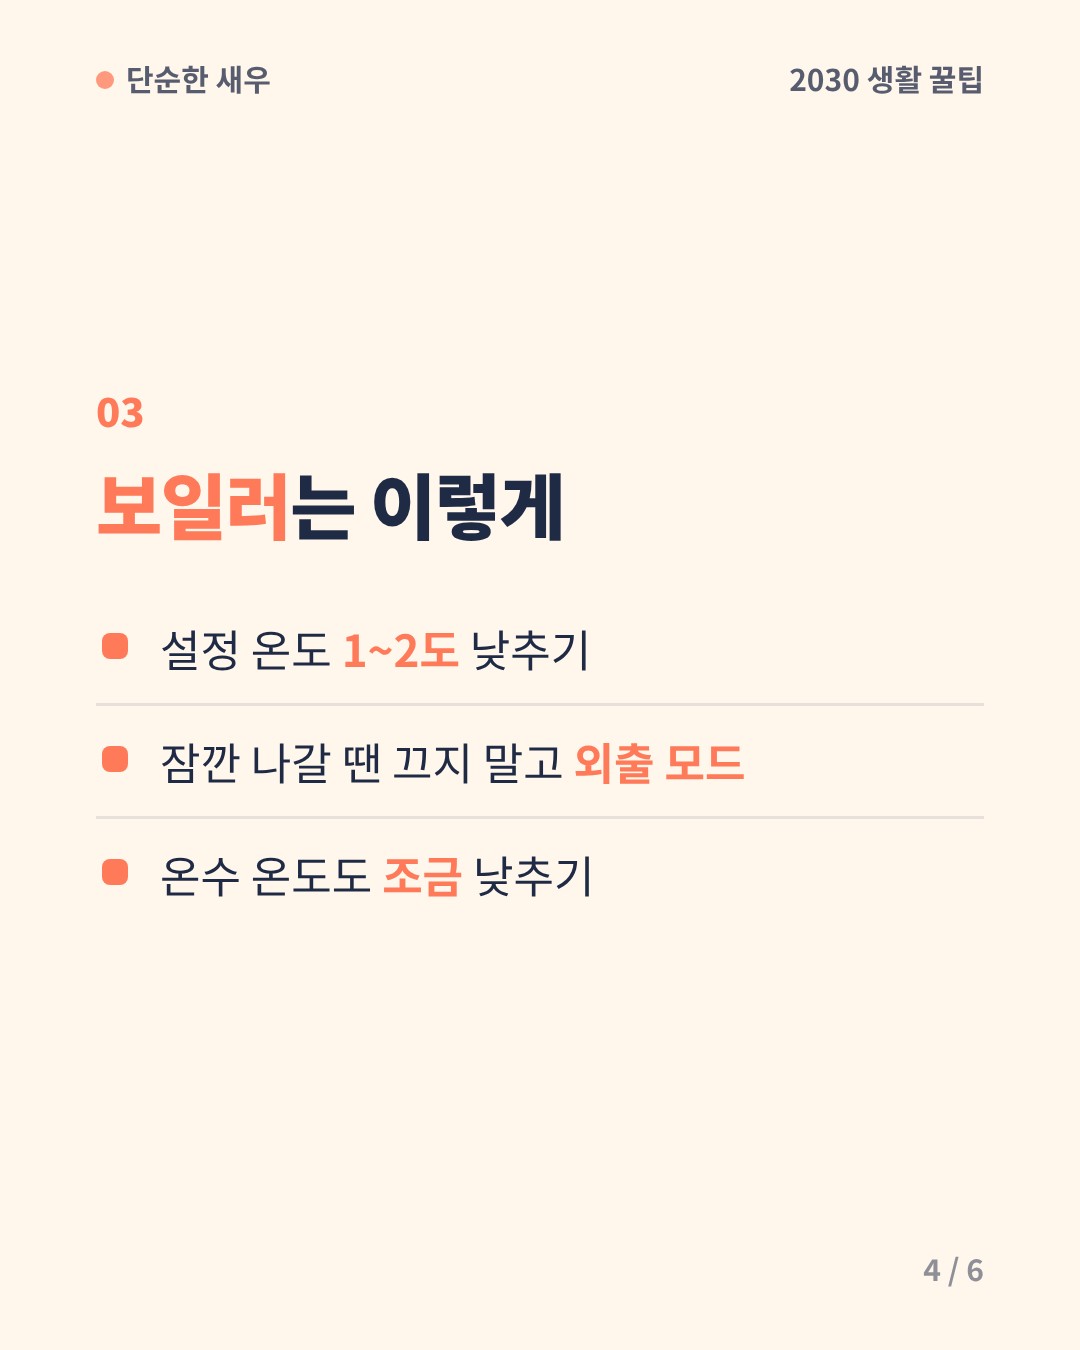 단순한 새우
2030 생활 꿀팁
03
보일러는 이렇게
설정 온도 1~2도 낮추기
잠깐 나갈 땐 끄지 말고 외출 모드
온수 온도도 조금 낮추기
4 / 6